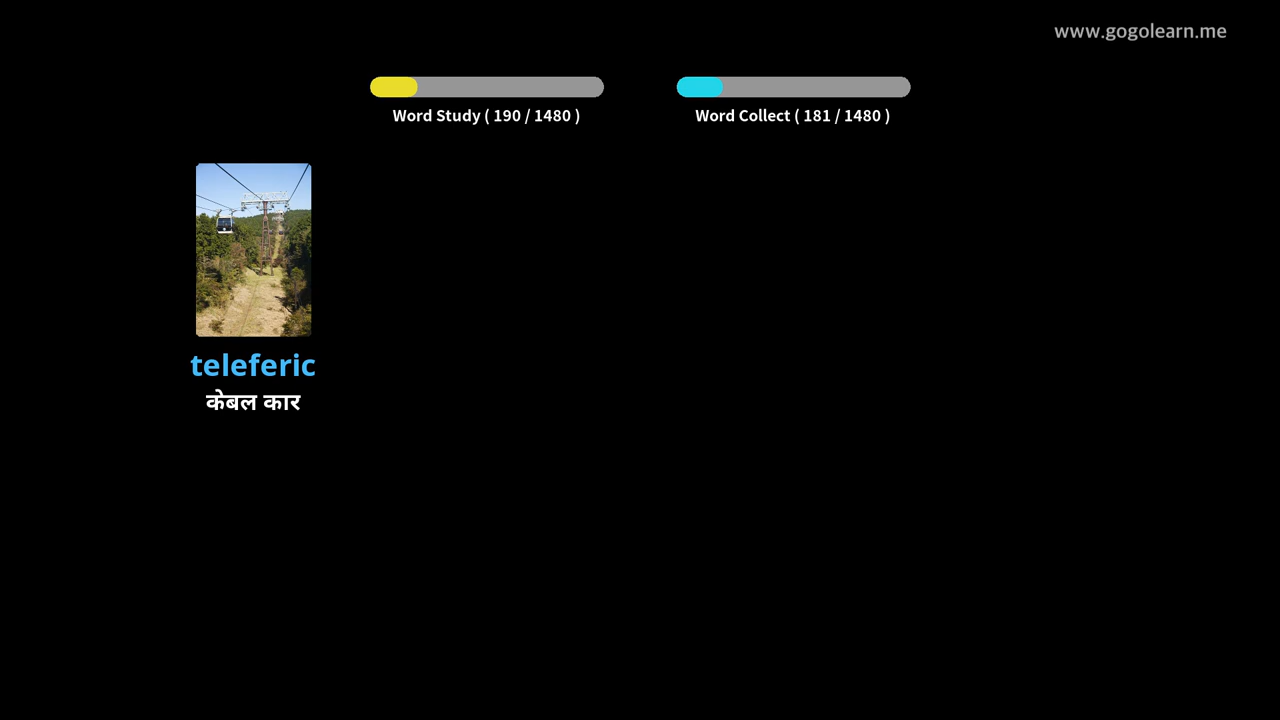 www.gogolearn.me
Word Study ( 190 / 1480 )
Word Collect ( 181 / 1480 )
teleferic
केबल कार